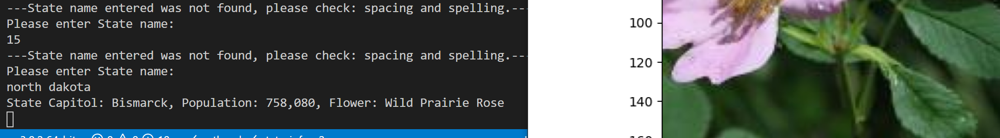 ---State name entered was not found, please check: spacing and spelling.---
Please enter State name:
15
---State name entered was not found, please check: spacing and spelling.---
Please enter State name:
north dakota
State Capitol: Bismarck, Population: 758,080, Flower: Wild Prairie Rose
100
120
140